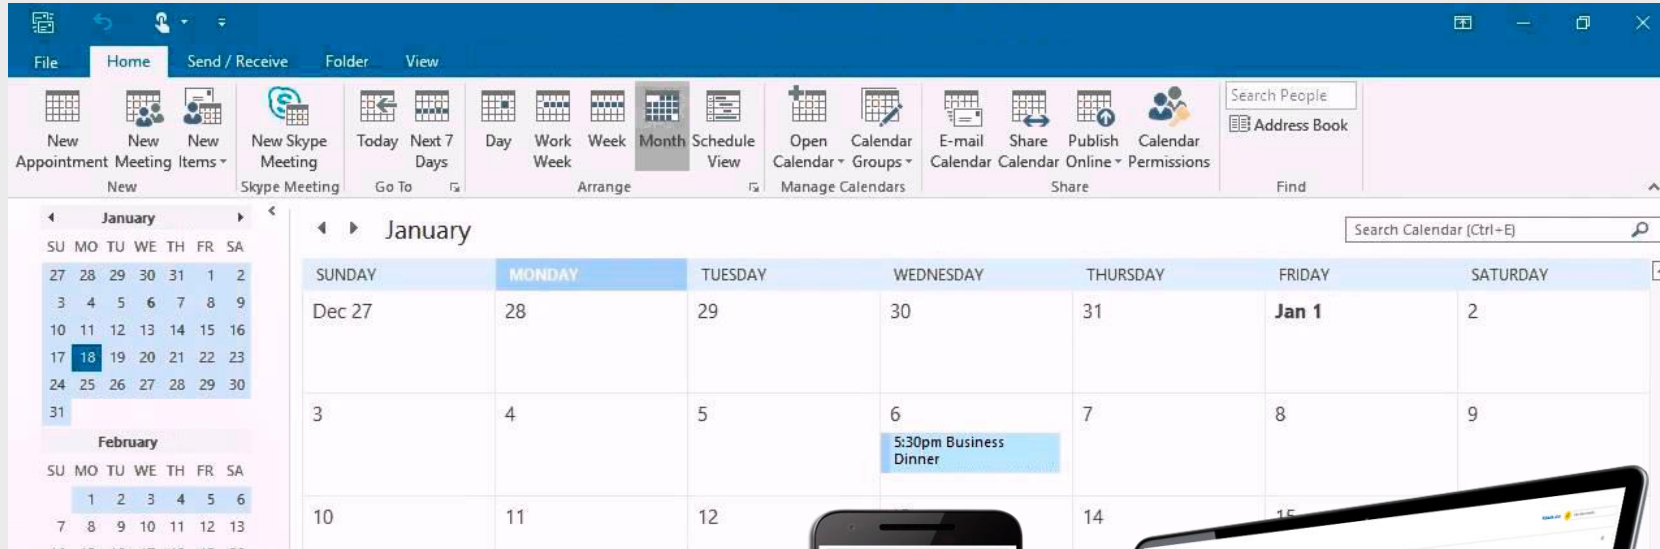 File Home Send / Receive Folder View
New Appointment
New Meeting
New Items
New
New Skype Meeting
Skype Meeting
Today
Next 7 Days
Go To
Day
Work Week
Week
Month
Schedule View
Arrange
Open Calendar
Calendar Groups
Manage Calendars
E-mail Calendar
Share Calendar
Publish Online
Calendar Permissions
Share
Search People
Address Book
Find
January
SU MO TU WE TH FR SA
27 28 29 30 31 1 2
3 4 5 6 7 8 9
10 11 12 13 14 15 16
17 18 19 20 21 22 23
24 25 26 27 28 29 30
31
February
SU MO TU WE TH FR SA
1 2 3 4 5 6
7 8 9 10 11 12 13
January
Search Calendar (Ctrl+E)
SUNDAY MONDAY TUESDAY WEDNESDAY THURSDAY FRIDAY SATURDAY
Dec 27 28 29 30 31 Jan 1 2
3 4 5 6 7 8 9
5:30pm Business
Dinner
10 11 12 14 15